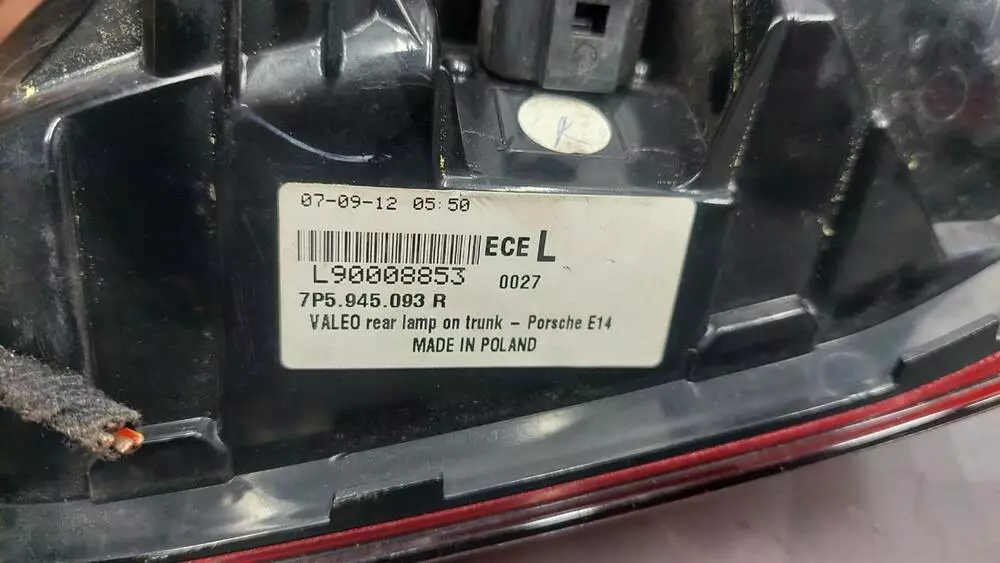 K
07-09-12 05:50
ECE L
L90008853 0027
7P5.945.093 R
VALEO rear lamp on trunk – Porsche E14
MADE IN POLAND